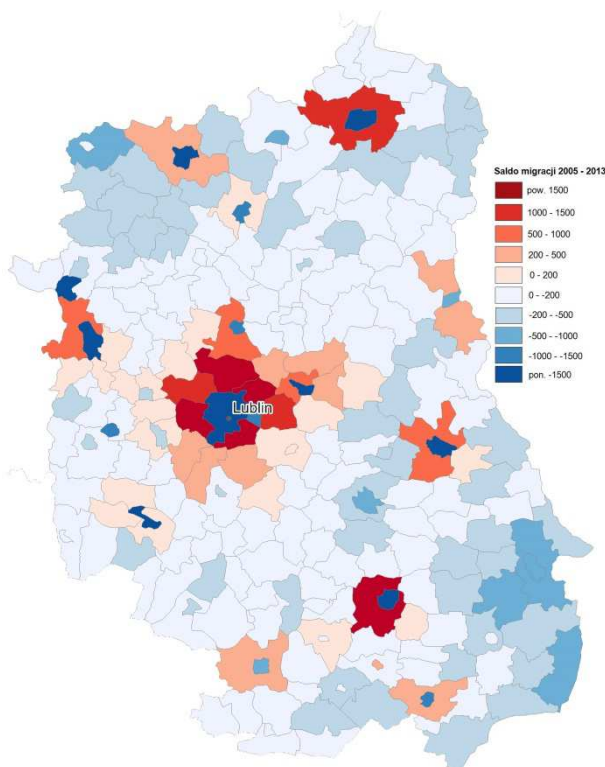 Saldo migracji 2005 - 2013
pow. 1500
1000 - 1500
500 - 1000
200 - 500
0 - 200
0 - -200
-200 - -500
-500 - -1000
-1000 - -1500
pon. -1500
Lublin